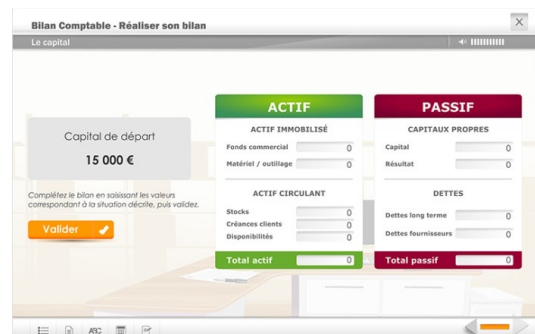 Bilan Comptable - Réaliser son bilan
X
Le capital
ACTIF
PASSIF
Capital de départ
15 000 €
Complétez le bilan en saisissant les valeurs
correspondant à la situation décrite, puis validez.
Valider
ACTIF IMMOBILISÉ
Fonds commercial 0
Matériel / outillage 0
ACTIF CIRCULANT
Stocks 0
Créances clients 0
Disponibilités 0
Total actif 0
CAPITAUX PROPRES
Capital 0
Résultat 0
DETTES
Dettes long terme 0
Dettes fournisseurs 0
Total passif 0
ABC